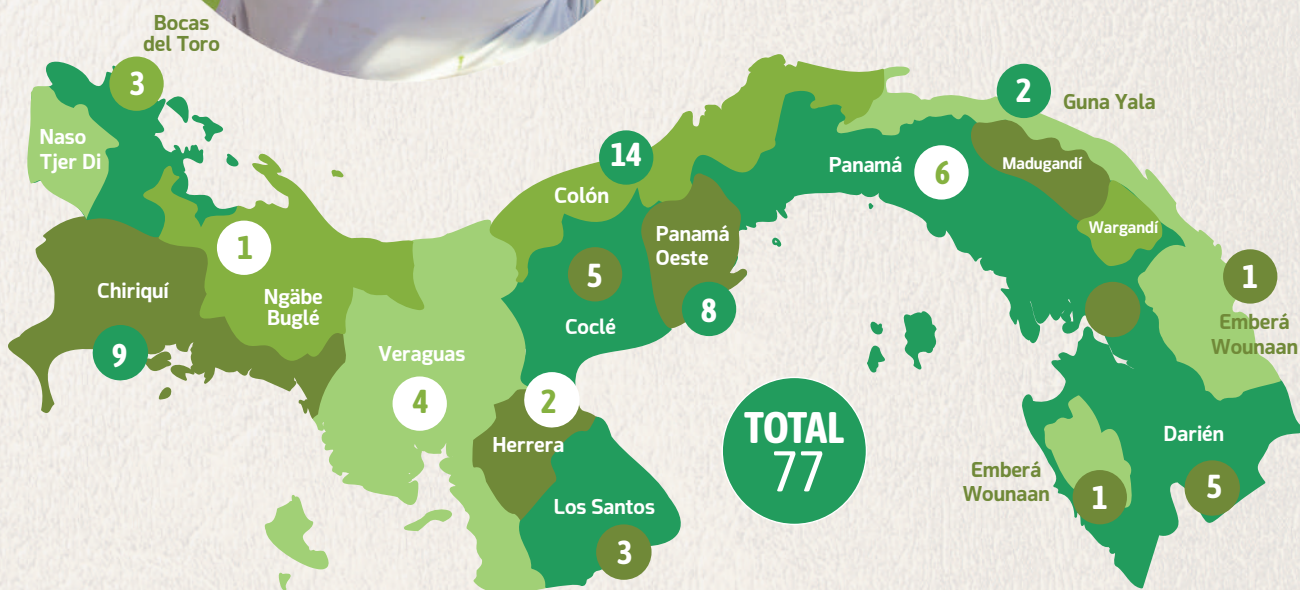 Bocas
del Toro
3
Naso
Tjer Di
Chiriquí
9
1
Ngäbe
Buglé
Veraguas
4
14
Colón
5
Coclé
Panamá
Oeste
8
2
Herrera
Los Santos
3
TOTAL
77
Panamá
6
2
Guna Yala
Madugandí
Wargandí
1
Emberá
Wounaan
Darién
5
Emberá
Wounaan
1